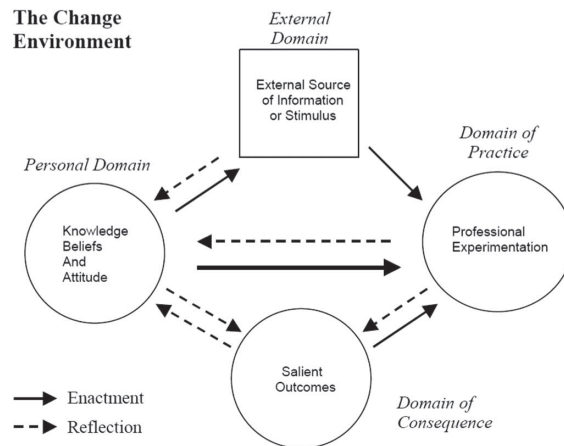 The Change
Environment
External
Domain
External Source
of Information
or Stimulus
Domain of
Practice
Personal Domain
Knowledge
Beliefs
And
Attitude
Professional
Experimentation
Salient
Outcomes
Enactment
Reflection
Domain of
Consequence